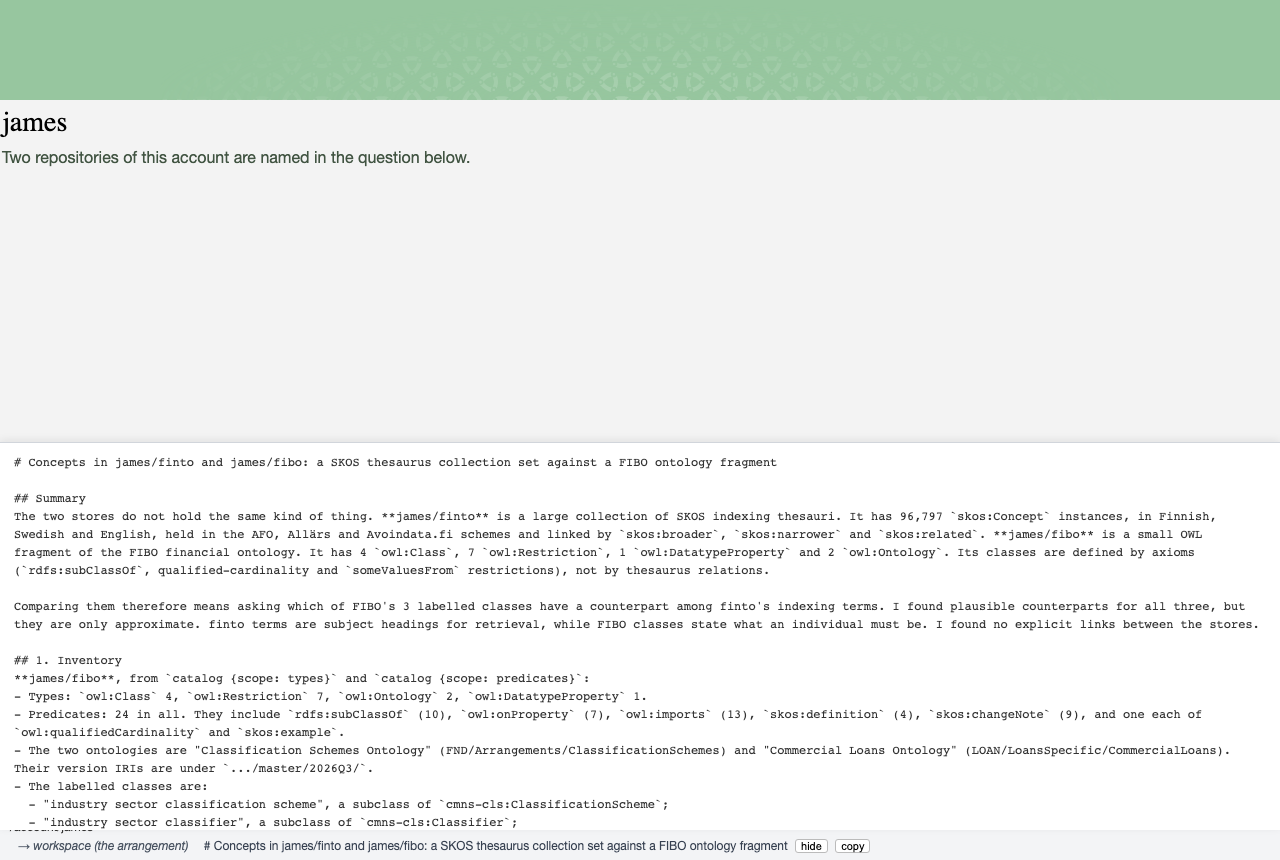 james
Two repositories of this account are named in the question below.
# Concepts in james/finto and james/fibo: a SKOS thesaurus collection set against a FIBO ontology fragment
## Summary
The two stores do not hold the same kind of thing. **james/finto** is a large collection of SKOS indexing thesauri. It has 96,797 `skos:Concept` instances, in Finnish,
Swedish and English, held in the AFO, Allärs and Avoindata.fi schemes and linked by `skos:broader`, `skos:narrower` and `skos:related`. **james/fibo** is a small OWL
fragment of the FIBO financial ontology. It has 4 `owl:Class`, 7 `owl:Restriction`, 1 `owl:DatatypeProperty` and 2 `owl:Ontology`. Its classes are defined by axioms
(`rdfs:subClassOf`, qualified-cardinality and `someValuesFrom` restrictions), not by thesaurus relations.
Comparing them therefore means asking which of FIBO's 3 labelled classes have a counterpart among finto's indexing terms. I found plausible counterparts for all three, but
they are only approximate. finto terms are subject headings for retrieval, while FIBO classes state what an individual must be. I found no explicit links between the stores.
## 1. Inventory
**james/fibo**, from `catalog {scope: types}` and `catalog {scope: predicates}`:
- Types: `owl:Class` 4, `owl:Restriction` 7, `owl:Ontology` 2, `owl:DatatypeProperty` 1.
- Predicates: 24 in all. They include `rdfs:subClassOf` (10), `owl:onProperty` (7), `owl:imports` (13), `skos:definition` (4), `skos:changeNote` (9), and one each of
`owl:qualifiedCardinality` and `skos:example`.
- The two ontologies are "Classification Schemes Ontology" (FND/Arrangements/ClassificationSchemes) and "Commercial Loans Ontology" (LOAN/LoansSpecific/CommercialLoans).
Their version IRIs are under `.../master/2026Q3/`.
- The labelled classes are:
- "industry sector classification scheme", a subclass of `cmns-cls:ClassificationScheme`;
- "industry sector classifier", a subclass of `cmns-cls:Classifier`;
→ workspace (the arrangement) # Concepts in james/finto and james/fibo: a SKOS thesaurus collection set against a FIBO ontology fragment hide copy